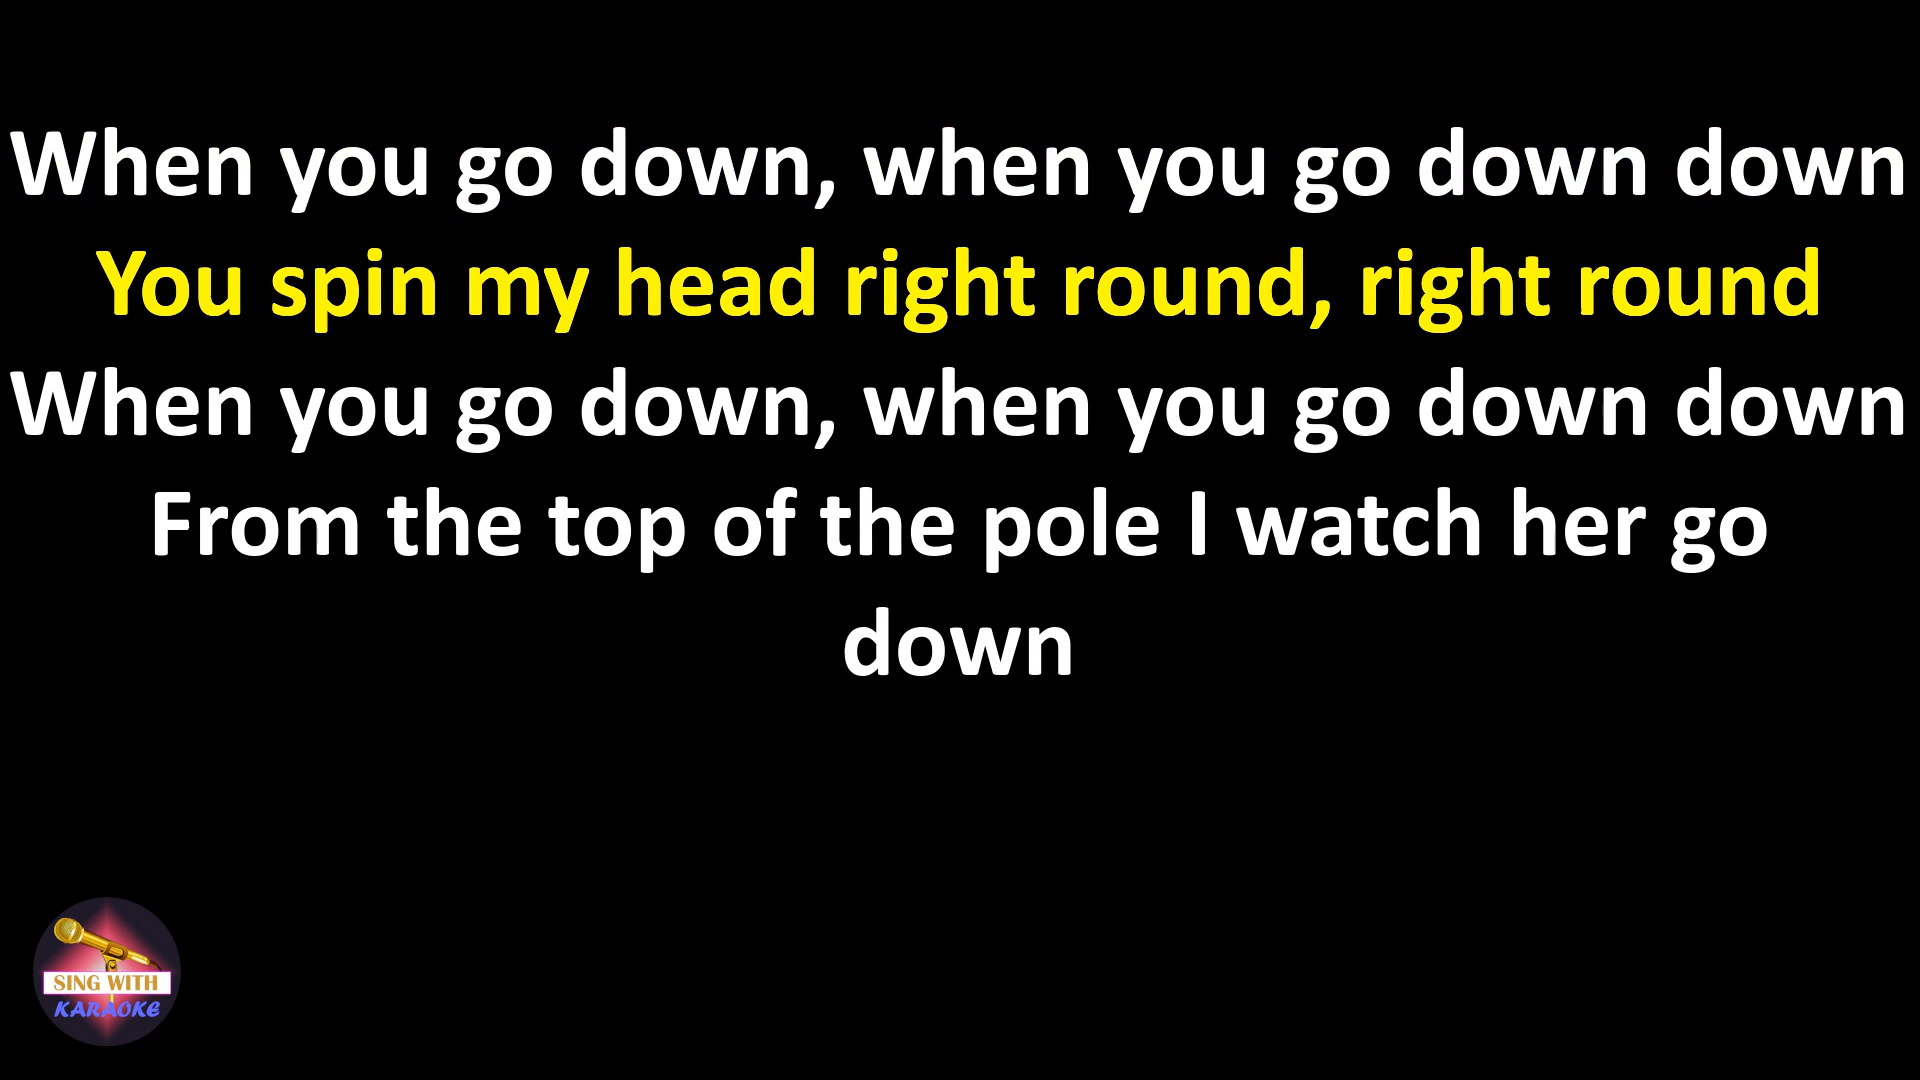 When you go down, when you go down down
You spin my head right round, right round
When you go down, when you go down down
From the top of the pole I watch her go
down
SING WITH
KARAOKE